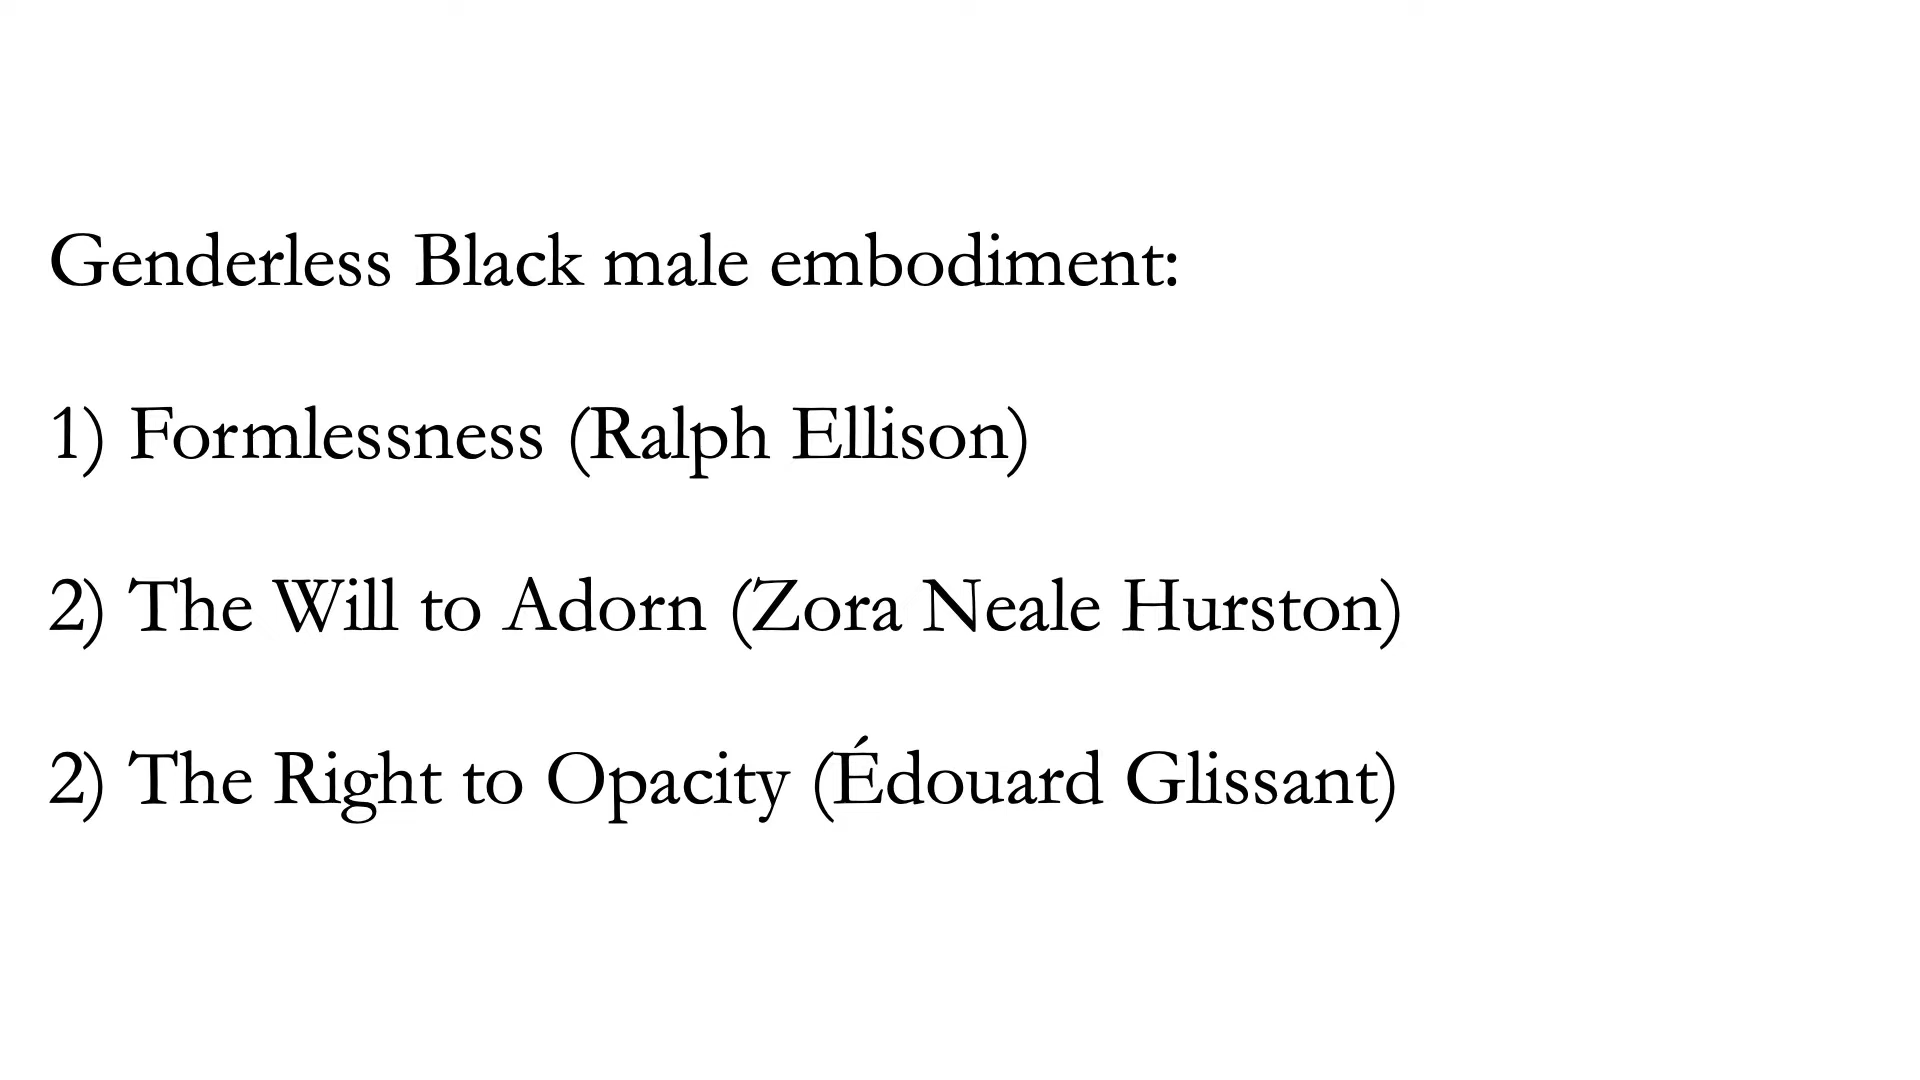 Genderless Black male embodiment:
1) Formlessness (Ralph Ellison)
2) The Will to Adorn (Zora Neale Hurston)
2) The Right to Opacity (Édouard Glissant)